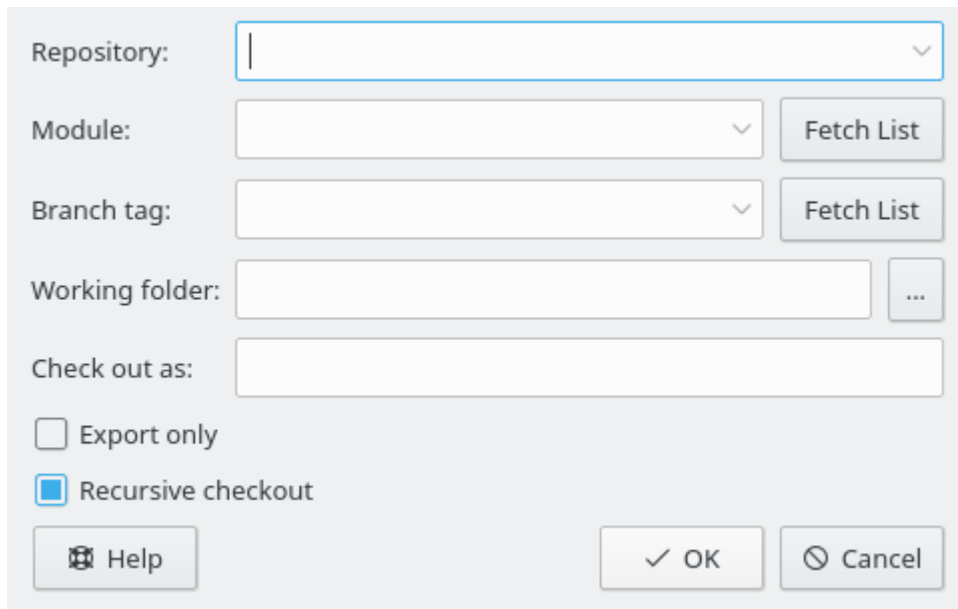 Repository:
Module:
Fetch List
Branch tag:
Fetch List
Working folder:
...
Check out as:
Export only
Recursive checkout
Help
OK
Cancel